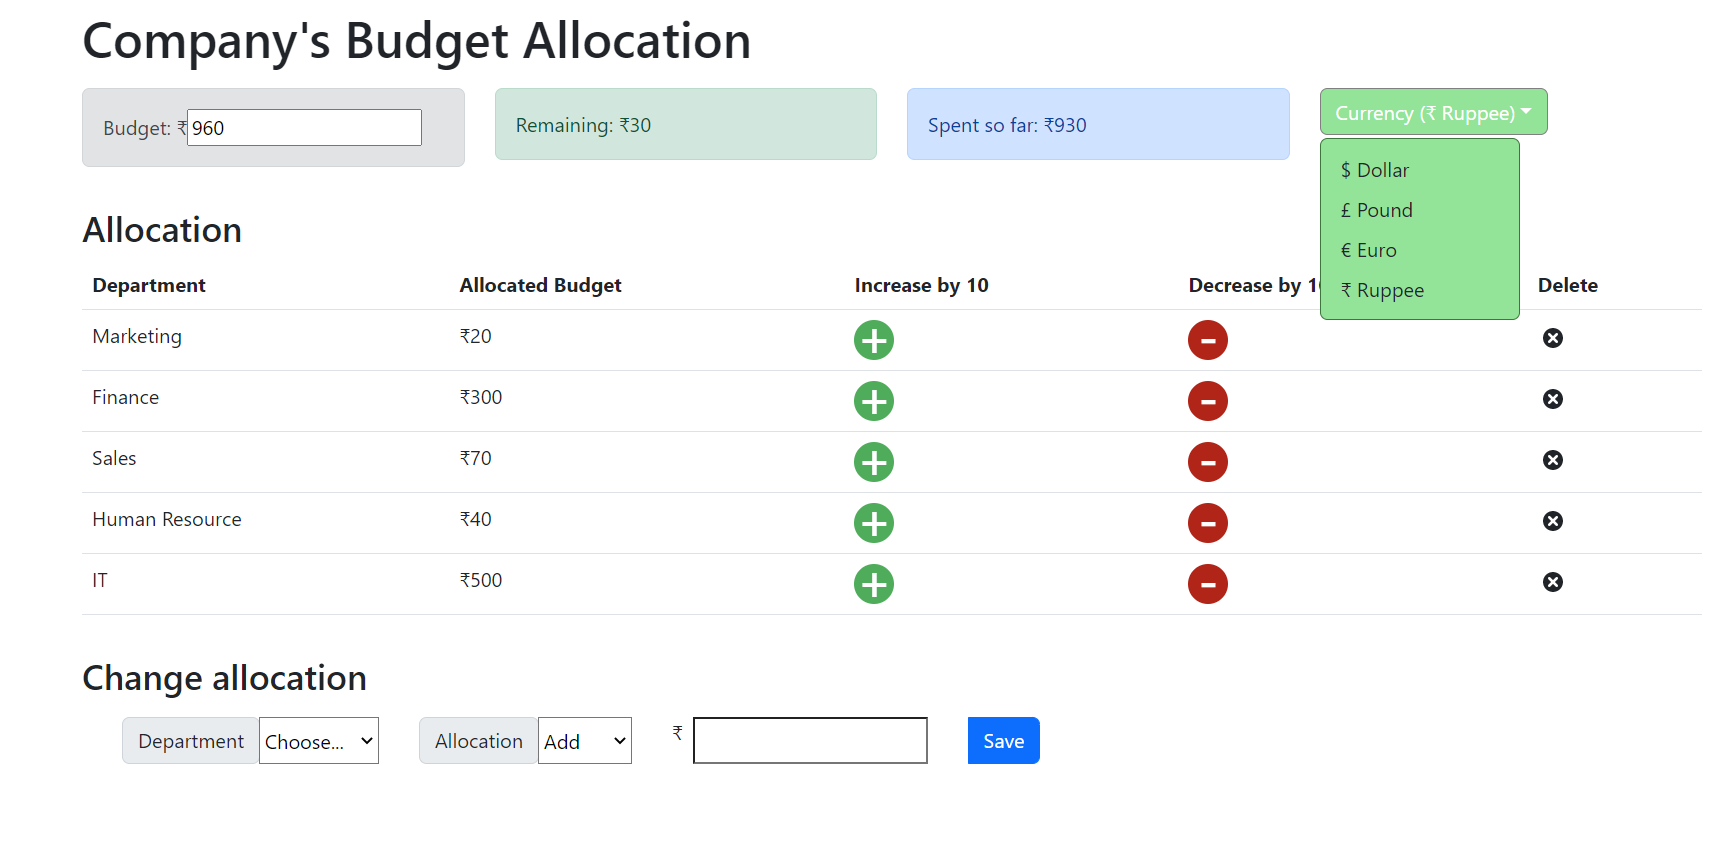 Company's Budget Allocation
Budget: ₹960
Remaining: ₹30
Spent so far: ₹930
Currency (₹ Ruppee)
$ Dollar
£ Pound
€ Euro
₹ Ruppee
Allocation
Department Allocated Budget Increase by 10 Decrease by 1 Delete
Marketing ₹20
Finance ₹300
Sales ₹70
Human Resource ₹40
IT ₹500
Change allocation
Department Choose... Allocation Add ₹ Save